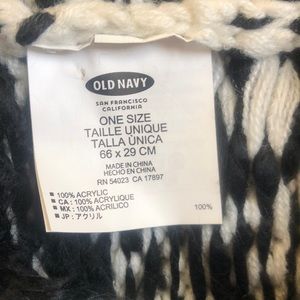 OLD NAVY
SAN FRANCISCO
CALIFORNIA
ONE SIZE
TAILLE UNIQUE
TALLA ÚNICA
66 x 29 CM
MADE IN CHINA
HECHO EN CHINA
RN 54023 CA 17897
100% ACRYLIC
CA : 100% ACRYLIQUE
MX : 100% ACRILICO
JP : アクリル 100%